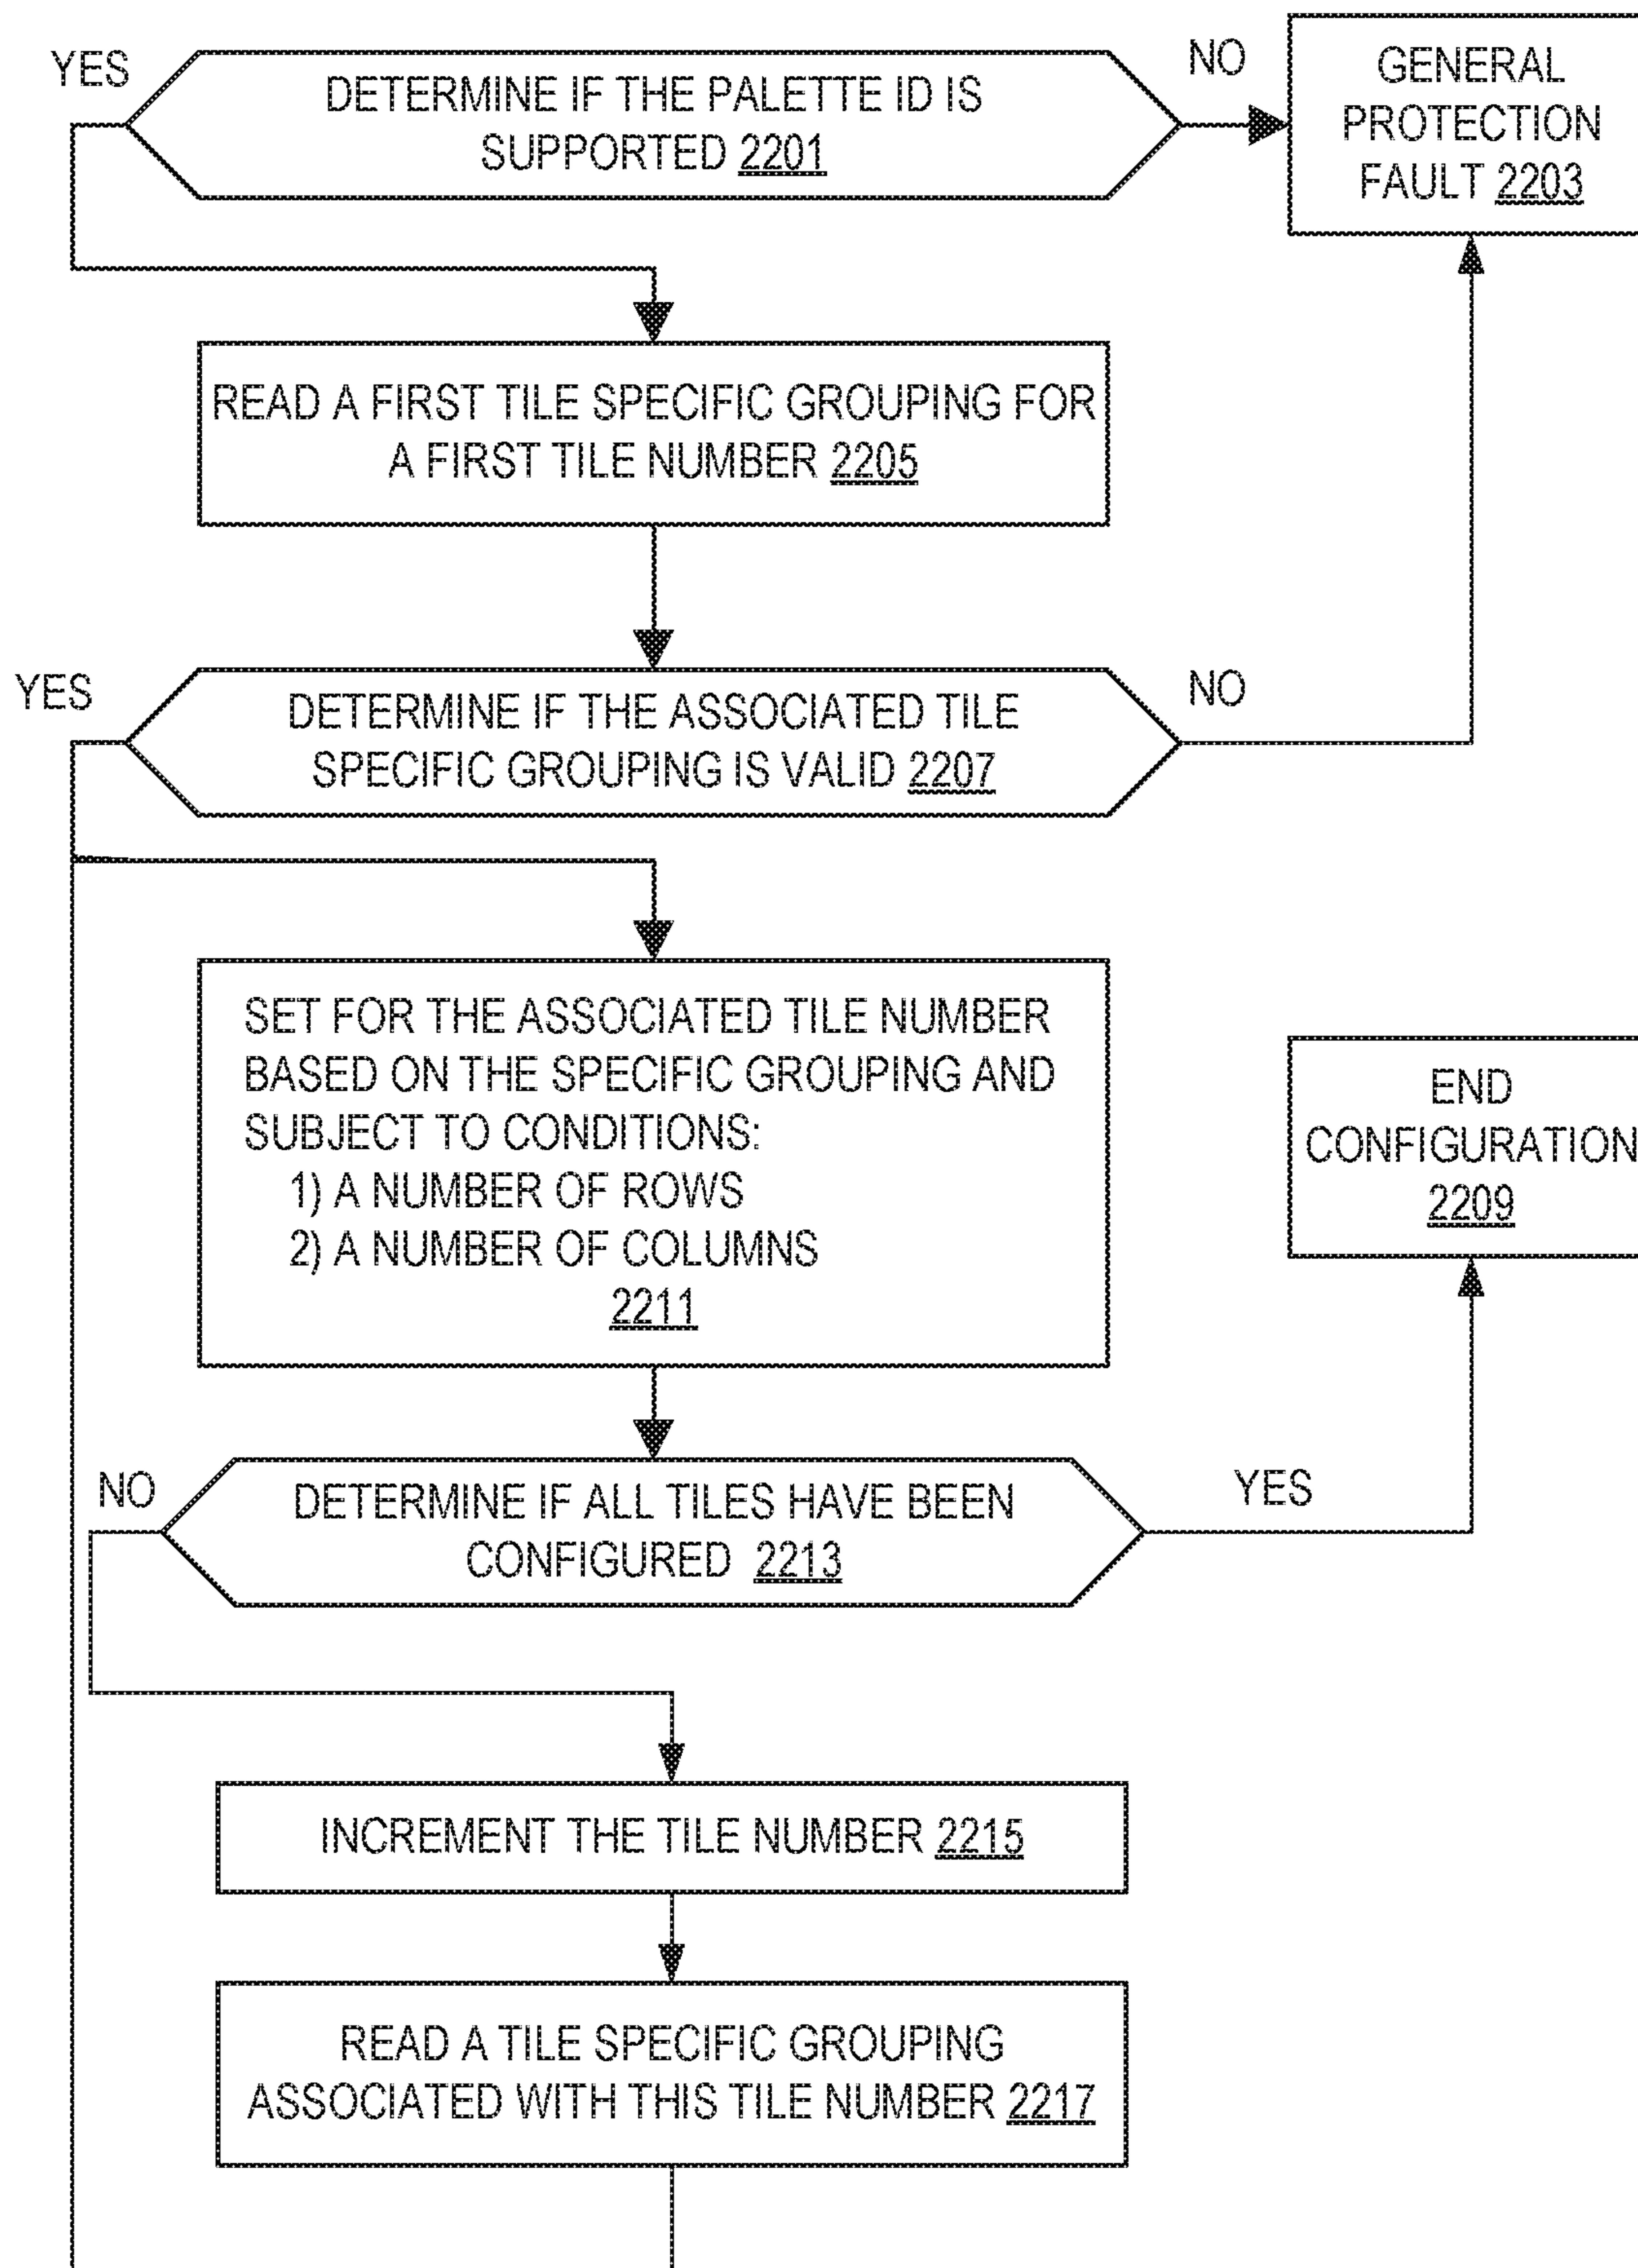 YES
DETERMINE IF THE PALETTE ID IS
SUPPORTED 2201
NO
GENERAL
PROTECTION
FAULT 2203
READ A FIRST TILE SPECIFIC GROUPING FOR
A FIRST TILE NUMBER 2205
YES
DETERMINE IF THE ASSOCIATED TILE
SPECIFIC GROUPING IS VALID 2207
NO
SET FOR THE ASSOCIATED TILE NUMBER
BASED ON THE SPECIFIC GROUPING AND
SUBJECT TO CONDITIONS:
1) A NUMBER OF ROWS
2) A NUMBER OF COLUMNS
2211
END
CONFIGURATION
2209
NO
DETERMINE IF ALL TILES HAVE BEEN
CONFIGURED 2213
YES
INCREMENT THE TILE NUMBER 2215
READ A TILE SPECIFIC GROUPING
ASSOCIATED WITH THIS TILE NUMBER 2217